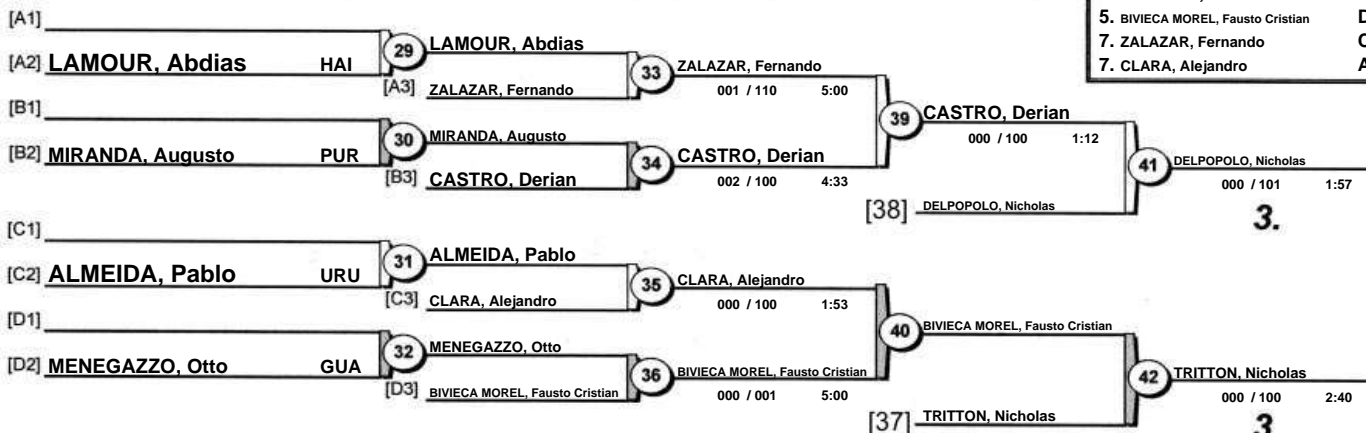 5. BIVIECA MOREL, Fausto Cristian D
7. ZALAZAR, Fernando C
7. CLARA, Alejandro A
[A1]
[A2] LAMOUR, Abdias HAI
29 LAMOUR, Abdias
[A3] ZALAZAR, Fernando
33 ZALAZAR, Fernando
001 / 110 5:00
[B1]
[B2] MIRANDA, Augusto PUR
30 MIRANDA, Augusto
[B3] CASTRO, Derian
34 CASTRO, Derian
002 / 100 4:33
39 CASTRO, Derian
000 / 100 1:12
[38] DELPOPOLO, Nicholas
41 DELPOPOLO, Nicholas
000 / 101 1:57
3.
[C1]
[C2] ALMEIDA, Pablo URU
31 ALMEIDA, Pablo
[C3] CLARA, Alejandro
35 CLARA, Alejandro
000 / 100 1:53
[D1]
[D2] MENEGAZZO, Otto GUA
32 MENEGAZZO, Otto
[D3] BIVIECA MOREL, Fausto Cristian
36 BIVIECA MOREL, Fausto Cristian
000 / 001 5:00
40 BIVIECA MOREL, Fausto Cristian
[37] TRITTON, Nicholas
42 TRITTON, Nicholas
000 / 100 2:40
3